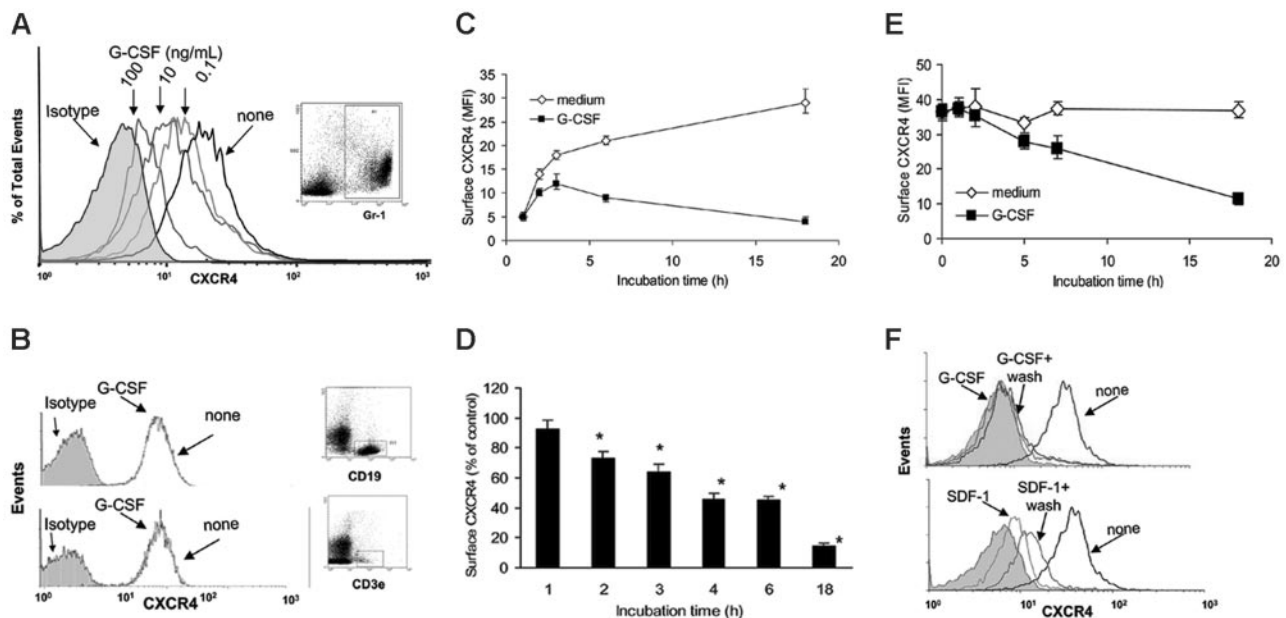 A
G-CSF (ng/mL)
100
10
0.1
Isotype
none
% of Total Events
10⁰ 10¹ 10² 10³
CXCR4
Gr-1
B
Isotype
G-CSF
none
Isotype
G-CSF
none
Events
10⁰ 10¹ 10² 10³
CXCR4
CD19
CD3e
C
Surface CXCR4 (MFI)
35
30
25
20
15
10
5
0
medium
G-CSF
0 5 10 15 20
Incubation time (h)
D
Surface CXCR4 (% of control)
120
100
80
60
40
20
0
* * * * *
1 2 3 4 6 18
Incubation time (h)
E
Surface CXCR4 (MFI)
50
40
30
20
10
0
medium
G-CSF
0 5 10 15 20
Incubation time (h)
F
G-CSF
G-CSF+
wash
none
SDF-1
SDF-1+
wash
none
Events
10⁰ 10¹ 10² 10³
CXCR4